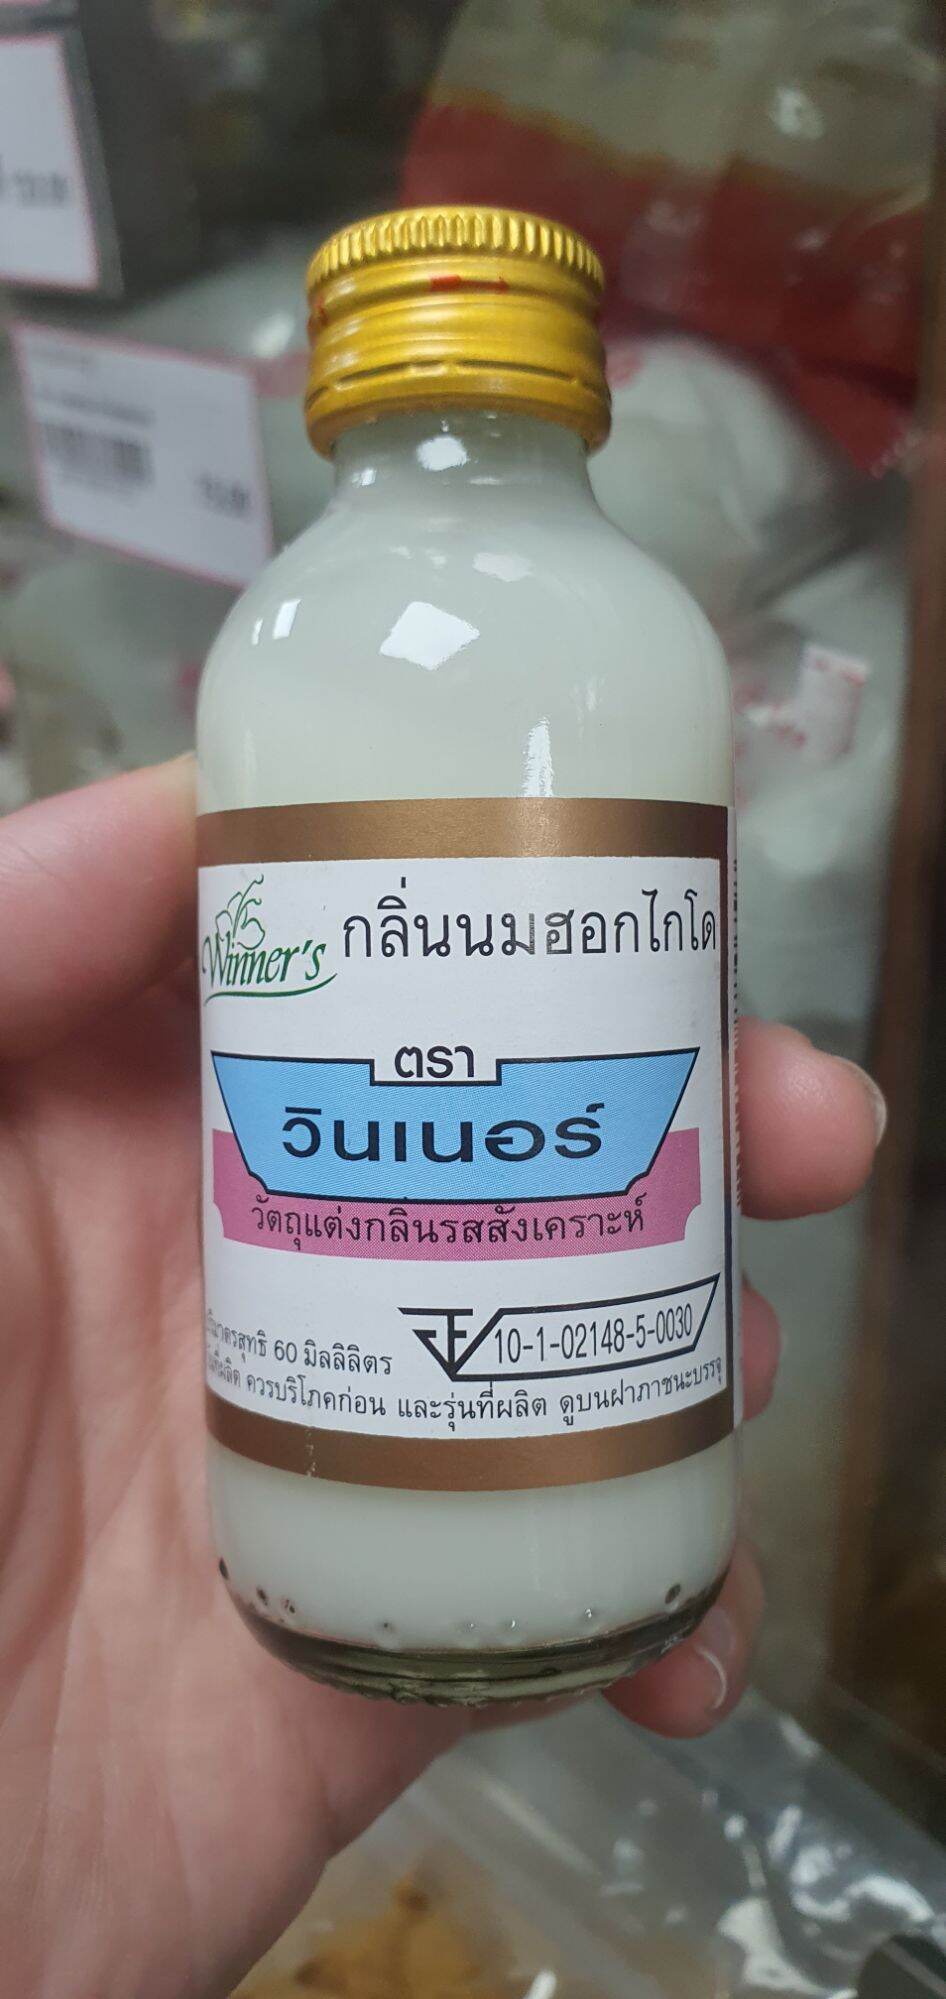 Winner's
กลิ่นนมฮอกไกโด
ตรา
วินเนอร์
วัตถุแต่งกลิ่นรสสังเคราะห์
ปริมาตรสุทธิ 60 มิลลิลิตร
10-1-02148-5-0030
ควรบริโภคก่อน และรุ่นที่ผลิต ดูบนฝาภาชนะบรรจุ